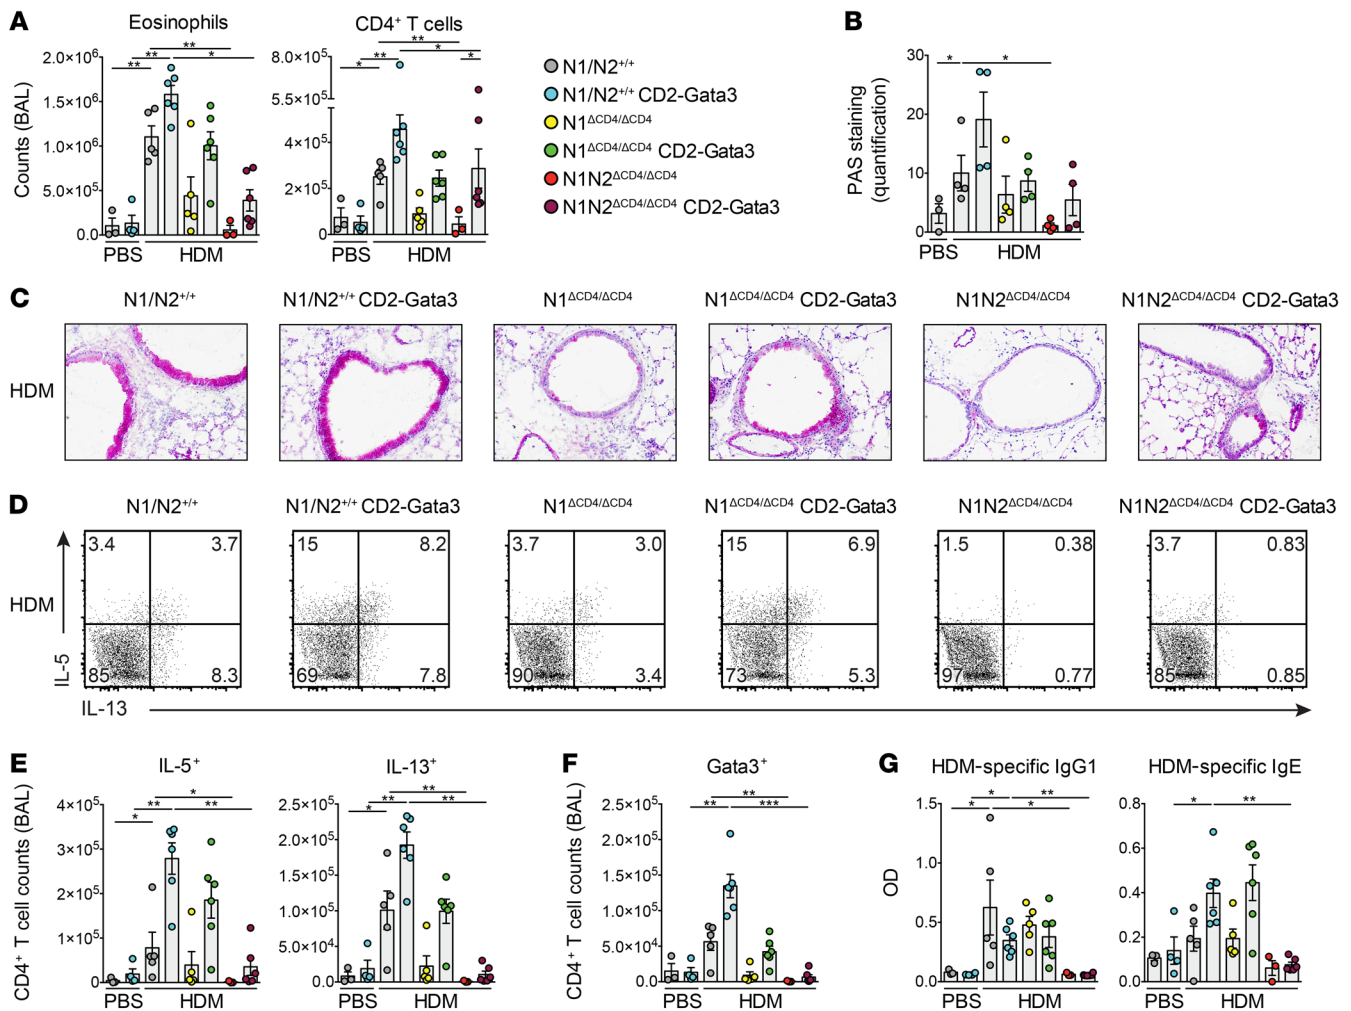 A
Eosinophils
CD4⁺ T cells
Counts (BAL)
2.0×10⁶
1.5×10⁶
1.0×10⁶
5.0×10⁵
0.0
** ** ** *
PBS HDM
8.0×10⁵
5.5×10⁵
4×10⁵
2×10⁵
0
* ** ** * *
PBS HDM
N1/N2⁺/⁺
N1/N2⁺/⁺ CD2-Gata3
N1ΔCD4/ΔCD4
N1ΔCD4/ΔCD4 CD2-Gata3
N1N2ΔCD4/ΔCD4
N1N2ΔCD4/ΔCD4 CD2-Gata3
B
PAS staining
(quantification)
30
20
10
0
* *
PBS HDM
C
N1/N2⁺/⁺
N1/N2⁺/⁺ CD2-Gata3
N1ΔCD4/ΔCD4
N1ΔCD4/ΔCD4 CD2-Gata3
N1N2ΔCD4/ΔCD4
N1N2ΔCD4/ΔCD4 CD2-Gata3
HDM
D
N1/N2⁺/⁺
N1/N2⁺/⁺ CD2-Gata3
N1ΔCD4/ΔCD4
N1ΔCD4/ΔCD4 CD2-Gata3
N1N2ΔCD4/ΔCD4
N1N2ΔCD4/ΔCD4 CD2-Gata3
HDM
IL-5
3.4 3.7
85 8.3
15 8.2
69 7.8
3.7 3.0
90 3.4
15 6.9
73 5.3
1.5 0.38
97 0.77
3.7 0.83
85 0.85
IL-13
E
IL-5⁺
IL-13⁺
CD4⁺ T cell counts (BAL)
4×10⁵
3×10⁵
2×10⁵
1×10⁵
0
* ** * **
PBS HDM
2.5×10⁵
2.0×10⁵
1.5×10⁵
1.0×10⁵
5.0×10⁴
0.0
* ** ** **
PBS HDM
F
Gata3⁺
CD4⁺ T cell counts (BAL)
2.5×10⁵
2.0×10⁵
1.5×10⁵
1.0×10⁵
5.0×10⁴
0.0
** ** ***
PBS HDM
G
HDM-specific IgG1
HDM-specific IgE
OD
1.5
1.0
0.5
0.0
* * ** *
PBS HDM
0.8
0.6
0.4
0.2
0.0
* **
PBS HDM